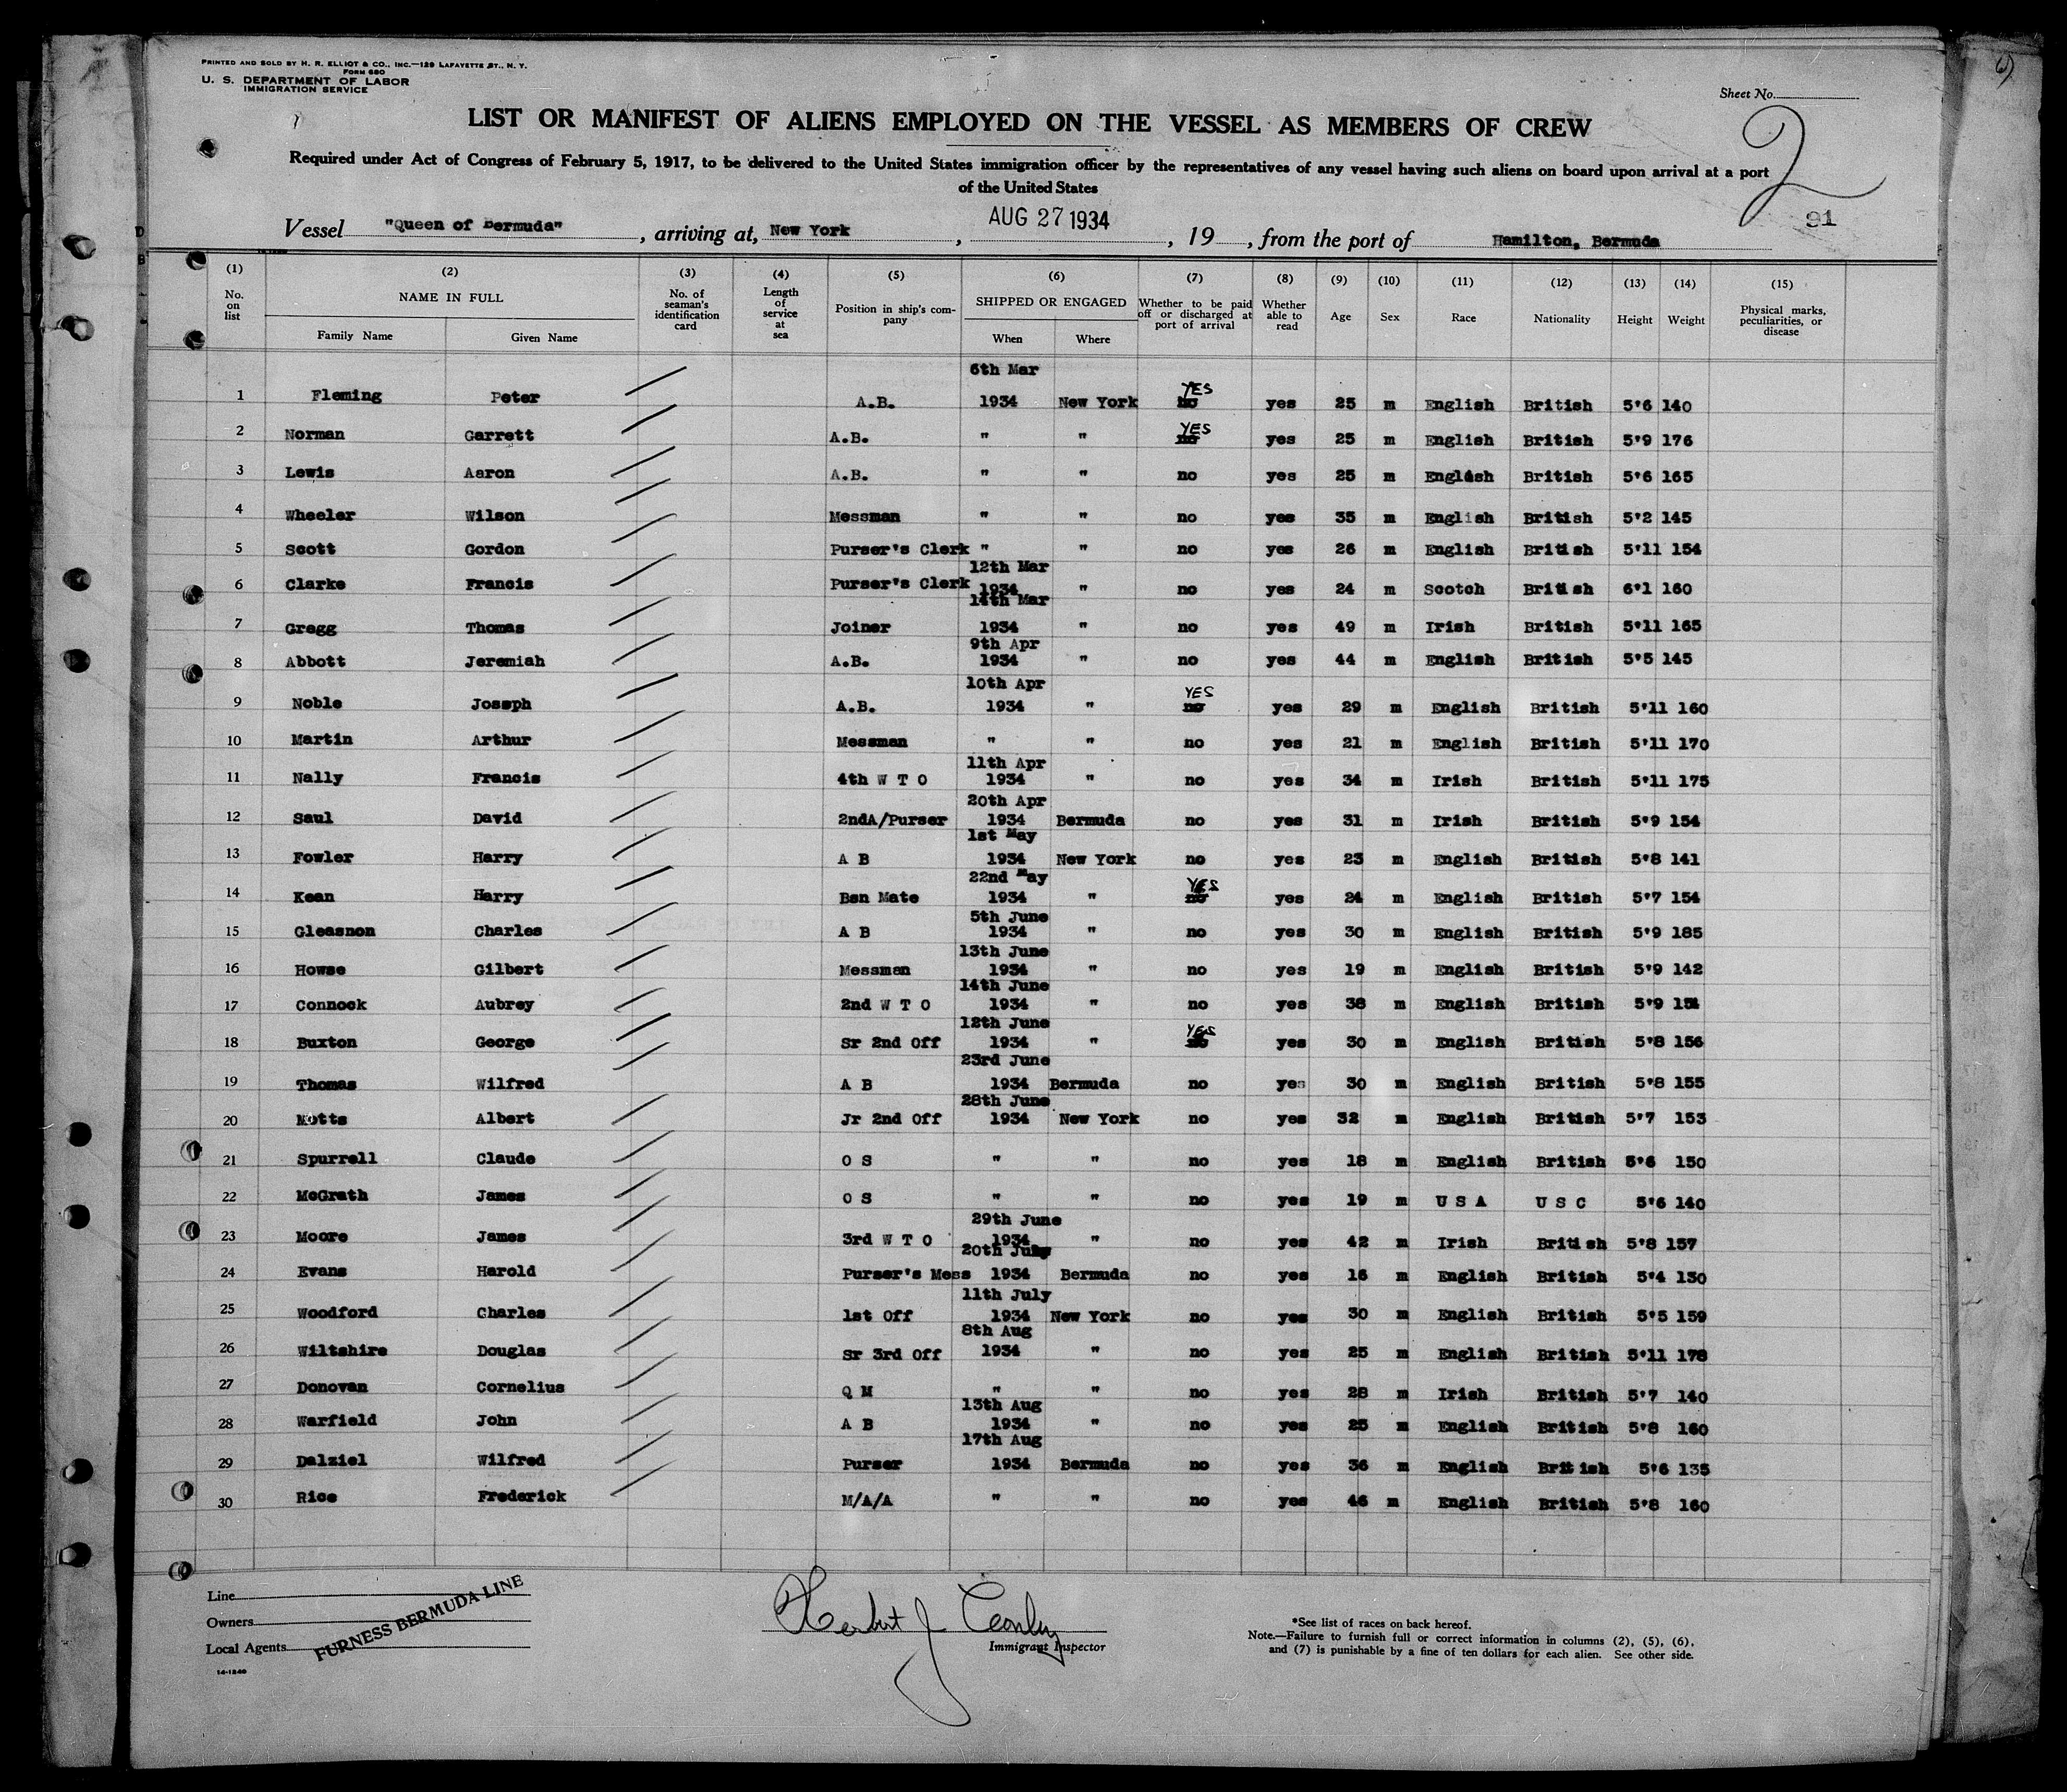 PRINTED AND SOLD BY H. R. ELLIOT & CO., INC.—129 LAFAYETTE ST., N. Y.
FORM 680
U. S. DEPARTMENT OF LABOR
IMMIGRATION SERVICE
Sheet No.
2
LIST OR MANIFEST OF ALIENS EMPLOYED ON THE VESSEL AS MEMBERS OF CREW
Required under Act of Congress of February 5, 1917, to be delivered to the United States immigration officer by the representatives of any vessel having such aliens on board upon arrival at a port
of the United States
91
Vessel "Queen of Bermuda", arriving at, New York, AUG 27 1934, 19 , from the port of Hamilton, Bermuda
(1) (2) (3) (4) (5) (6) (7) (8) (9) (10) (11) (12) (13) (14) (15)
No. on list NAME IN FULL No. of seaman's identification card Length of service at sea Position in ship's company SHIPPED OR ENGAGED Whether to be paid off or discharged at port of arrival Whether able to read Age Sex Race Nationality Height Weight Physical marks, peculiarities, or disease
Family Name Given Name When Where
1 Fleming Peter A.B. 6th Mar 1934 New York no YES yes 25 m English British 5'6 140
2 Norman Garrett A.B. " " no YES yes 25 m English British 5'9 176
3 Lewis Aaron A.B. " " no yes 25 m English British 5'6 165
4 Wheeler Wilson Messman " " no yes 35 m English British 5'2 145
5 Scott Gordon Purser's Clerk " " no yes 26 m English British 5'11 154
6 Clarke Francis Purser's Clerk 12th Mar 1934 " no yes 24 m Scotch British 6'1 160
7 Gregg Thomas Joiner 14th Mar 1934 " no yes 49 m Irish British 5'11 165
8 Abbott Jeremiah A.B. 9th Apr 1934 " no yes 44 m English British 5'5 145
9 Noble Joseph A.B. 10th Apr 1934 " no YES yes 29 m English British 5'11 160
10 Martin Arthur Messman " " no yes 21 m English British 5'11 170
11 Nally Francis 4th W T O 11th Apr 1934 " no yes 34 m Irish British 5'11 175
12 Saul David 2ndA/Purser 20th Apr 1934 Bermuda no yes 31 m Irish British 5'9 154
13 Fowler Harry A B 1st May 1934 New York no yes 23 m English British 5'8 141
14 Kean Harry Bsn Mate 22nd May 1934 " no YES yes 24 m English British 5'7 154
15 Gleasnon Charles A B 5th June 1934 " no yes 30 m English British 5'9 185
16 Howse Gilbert Messman 13th June 1934 " no yes 19 m English British 5'9 142
17 Connock Aubrey 2nd W T O 14th June 1934 " no yes 38 m English British 5'9
18 Buxton George Sr 2nd Off 12th June 1934 " no YES yes 30 m English British 5'8 156
19 Thomas Wilfred A B 23rd June 1934 Bermuda no yes 30 m English British 5'8 155
20 Motts Albert Jr 2nd Off 28th June 1934 New York no yes 32 m English British 5'7 153
21 Spurrell Claude O S " " no yes 18 m English British 5'6 150
22 McGrath James O S " " no yes 19 m U S A U S C 5'6 140
23 Moore James 3rd W T O 29th June 1934 " no yes 42 m Irish British 5'8 157
24 Evans Harold Purser's Mess 20th July 1934 Bermuda no yes 16 m English British 5'4 130
25 Woodford Charles 1st Off 11th July 1934 New York no yes 30 m English British 5'5 159
26 Wiltshire Douglas Sr 3rd Off 8th Aug 1934 " no yes 25 m English British 5'11 178
27 Donovan Cornelius Q M " " no yes 28 m Irish British 5'7 140
28 Warfield John A B 13th Aug 1934 " no yes 25 m English British 5'8 160
29 Dalziel Wilfred Purser 17th Aug 1934 Bermuda no yes 36 m English British 5'6 135
30 Rice Frederick M/A/A " " no yes 46 m English British 5'8 160
Line
Owners
Local Agents
FURNESS BERMUDA LINE
14-1240
Herbert J Conley
Immigrant Inspector
*See list of races on back hereof.
Note.—Failure to furnish full or correct information in columns (2), (5), (6),
and (7) is punishable by a fine of ten dollars for each alien. See other side.